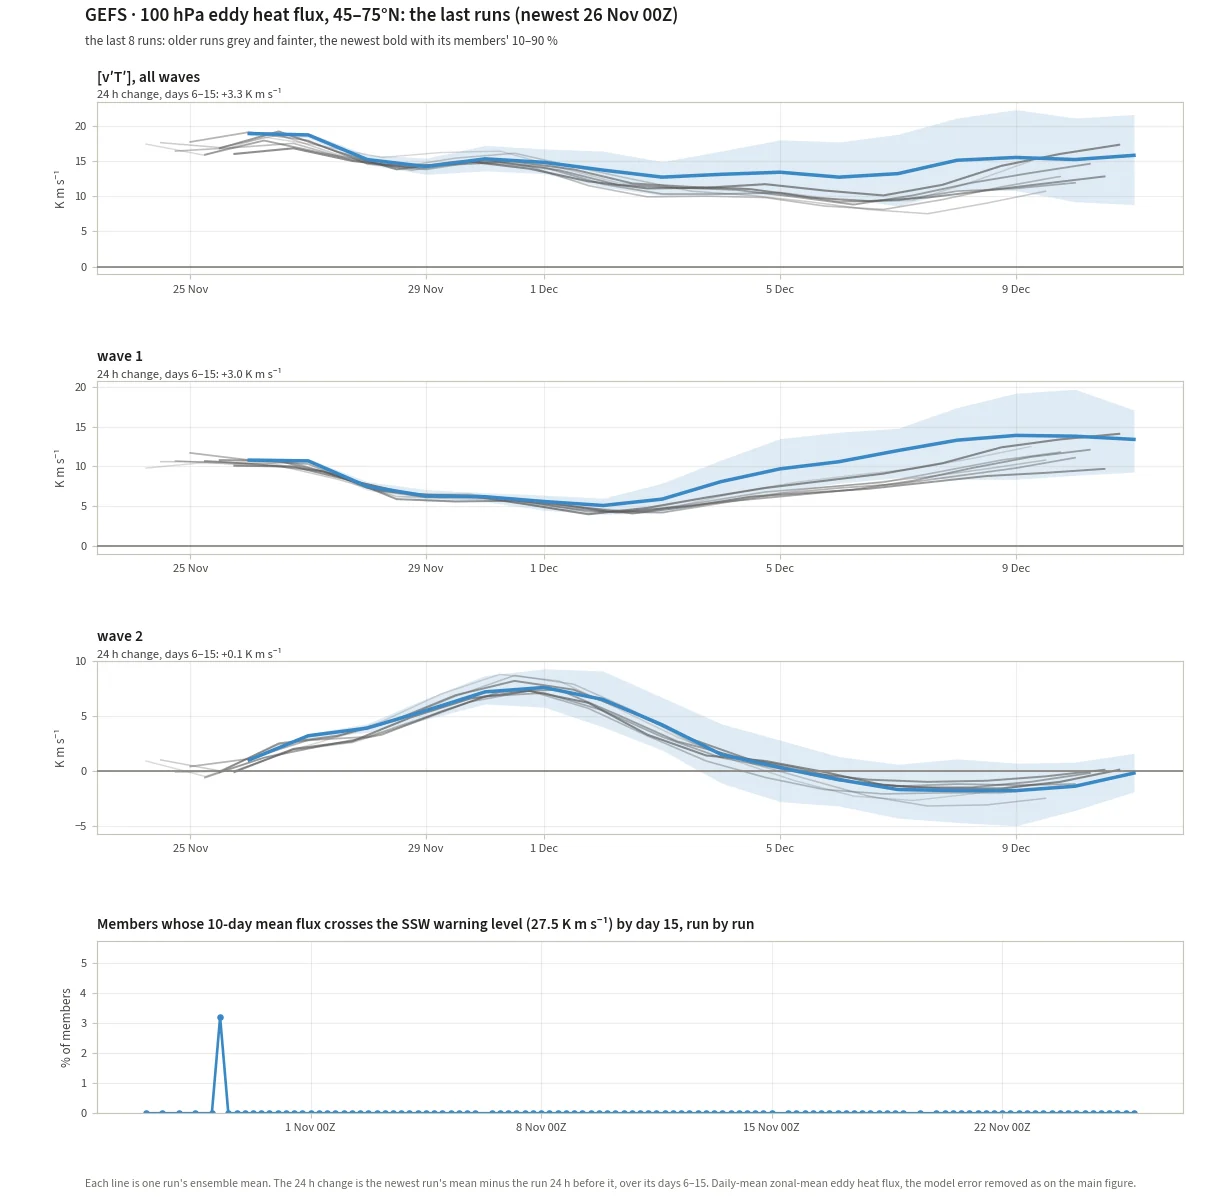 GEFS · 100 hPa eddy heat flux, 45–75°N: the last runs (newest 26 Nov 00Z)
the last 8 runs: older runs grey and fainter, the newest bold with its members' 10–90 %
[v′T′], all waves
24 h change, days 6–15: +3.3 K m s⁻¹
20
15
10
5
0
K m s⁻¹
25 Nov 29 Nov 1 Dec 5 Dec 9 Dec
wave 1
24 h change, days 6–15: +3.0 K m s⁻¹
20
15
10
5
0
K m s⁻¹
25 Nov 29 Nov 1 Dec 5 Dec 9 Dec
wave 2
24 h change, days 6–15: +0.1 K m s⁻¹
10
5
0
−5
K m s⁻¹
25 Nov 29 Nov 1 Dec 5 Dec 9 Dec
Members whose 10-day mean flux crosses the SSW warning level (27.5 K m s⁻¹) by day 15, run by run
5
4
3
2
1
0
% of members
1 Nov 00Z 8 Nov 00Z 15 Nov 00Z 22 Nov 00Z
Each line is one run's ensemble mean. The 24 h change is the newest run's mean minus the run 24 h before it, over its days 6–15. Daily-mean zonal-mean eddy heat flux, the model error removed as on the main figure.